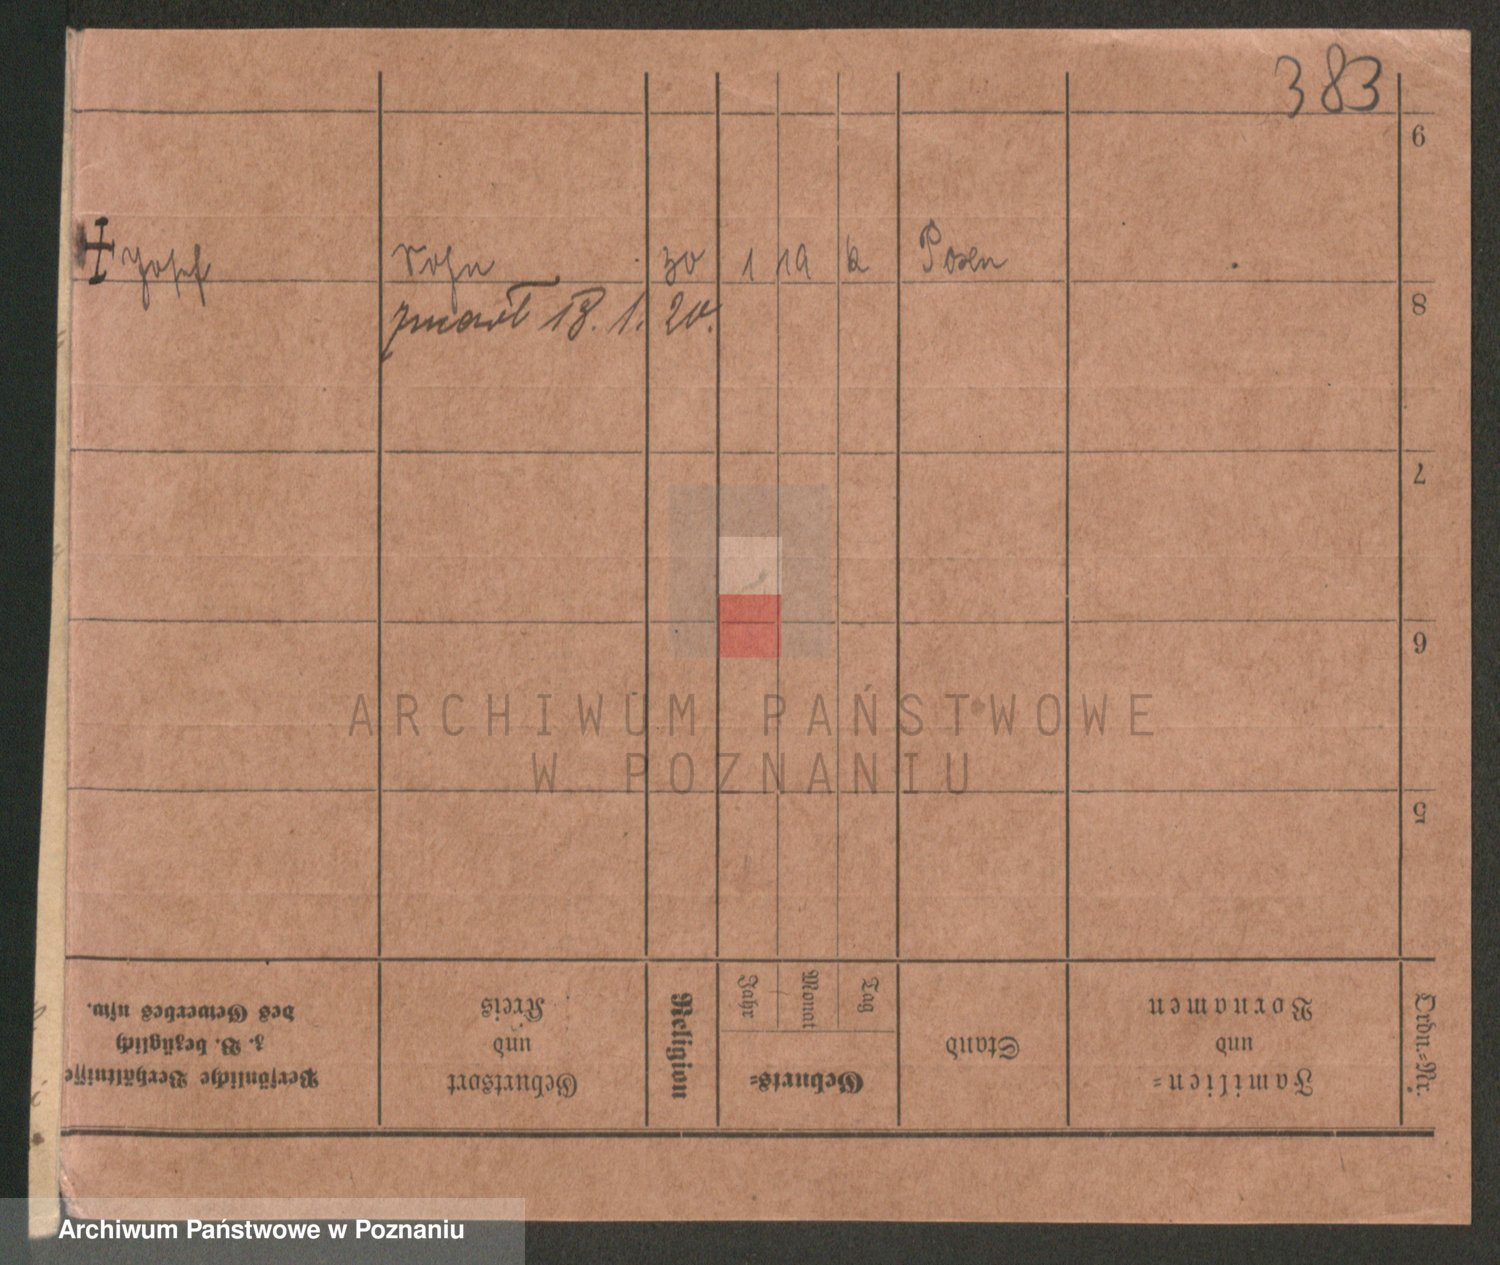 383
Josef Sohn 30 1 19 k Posen
zmarł 18. 1. 20.
9
8
7
6
5
ARCHIWUM PAŃSTWOWE
W POZNANIU
Ordn.=Nr.
Familien=
und
Vornamen
Stand
Geburts=
Tag
Monat
Jahr
Religion
Geburtsort
und
Kreis
Persönliche Verhältnisse
z. B. bezüglich
des Gewerbes usw.
Archiwum Państwowe w Poznaniu